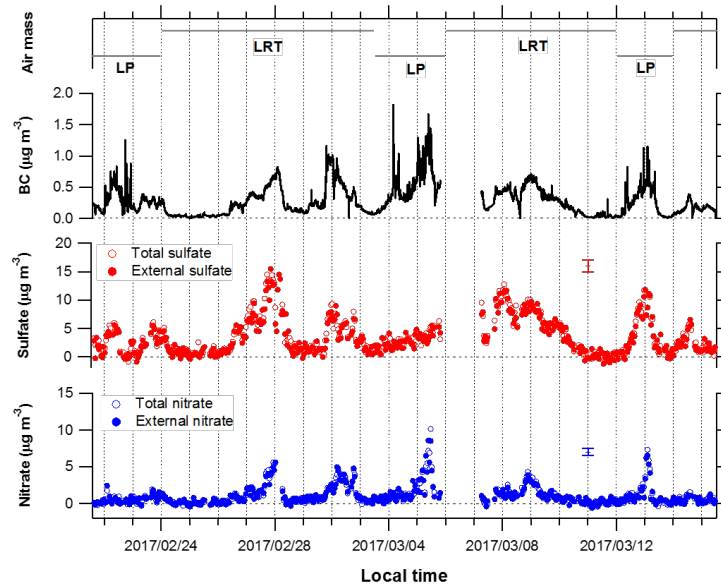 Air mass
LP
LRT
LP
LRT
LP
BC (μg m-3)
2.0
1.5
1.0
0.5
0.0
Sulfate (μg m-3)
20
15
10
5
0
Total sulfate
External sulfate
Nitrate (μg m-3)
15
10
5
0
Total nitrate
External nitrate
2017/02/24
2017/02/28
2017/03/04
2017/03/08
2017/03/12
Local time